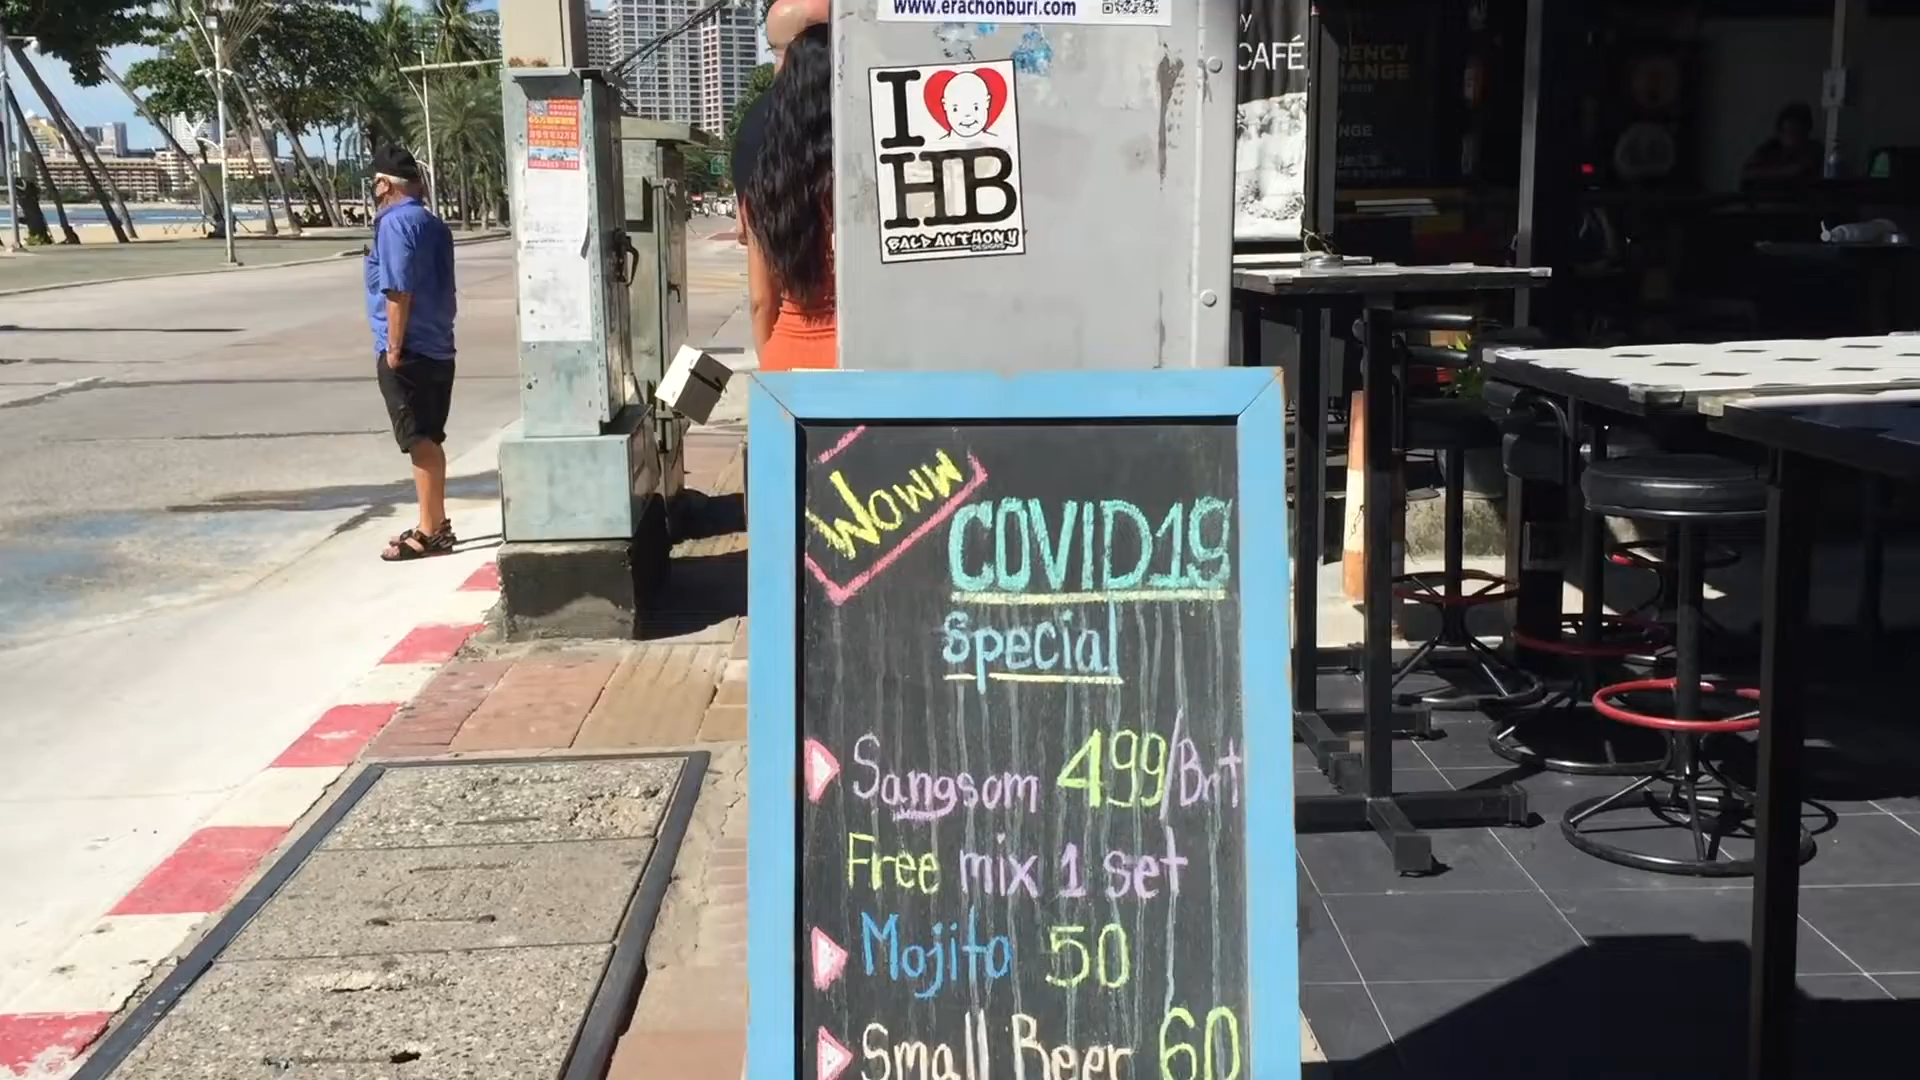 www.erachonburi.com
I
HB
BALD ANTHONY
DESIGNS
CAFÉ
Woww
COVID19
Special
Sangsom 499/Bht
Free mix 1 set
Mojito 50
Small Beer 60